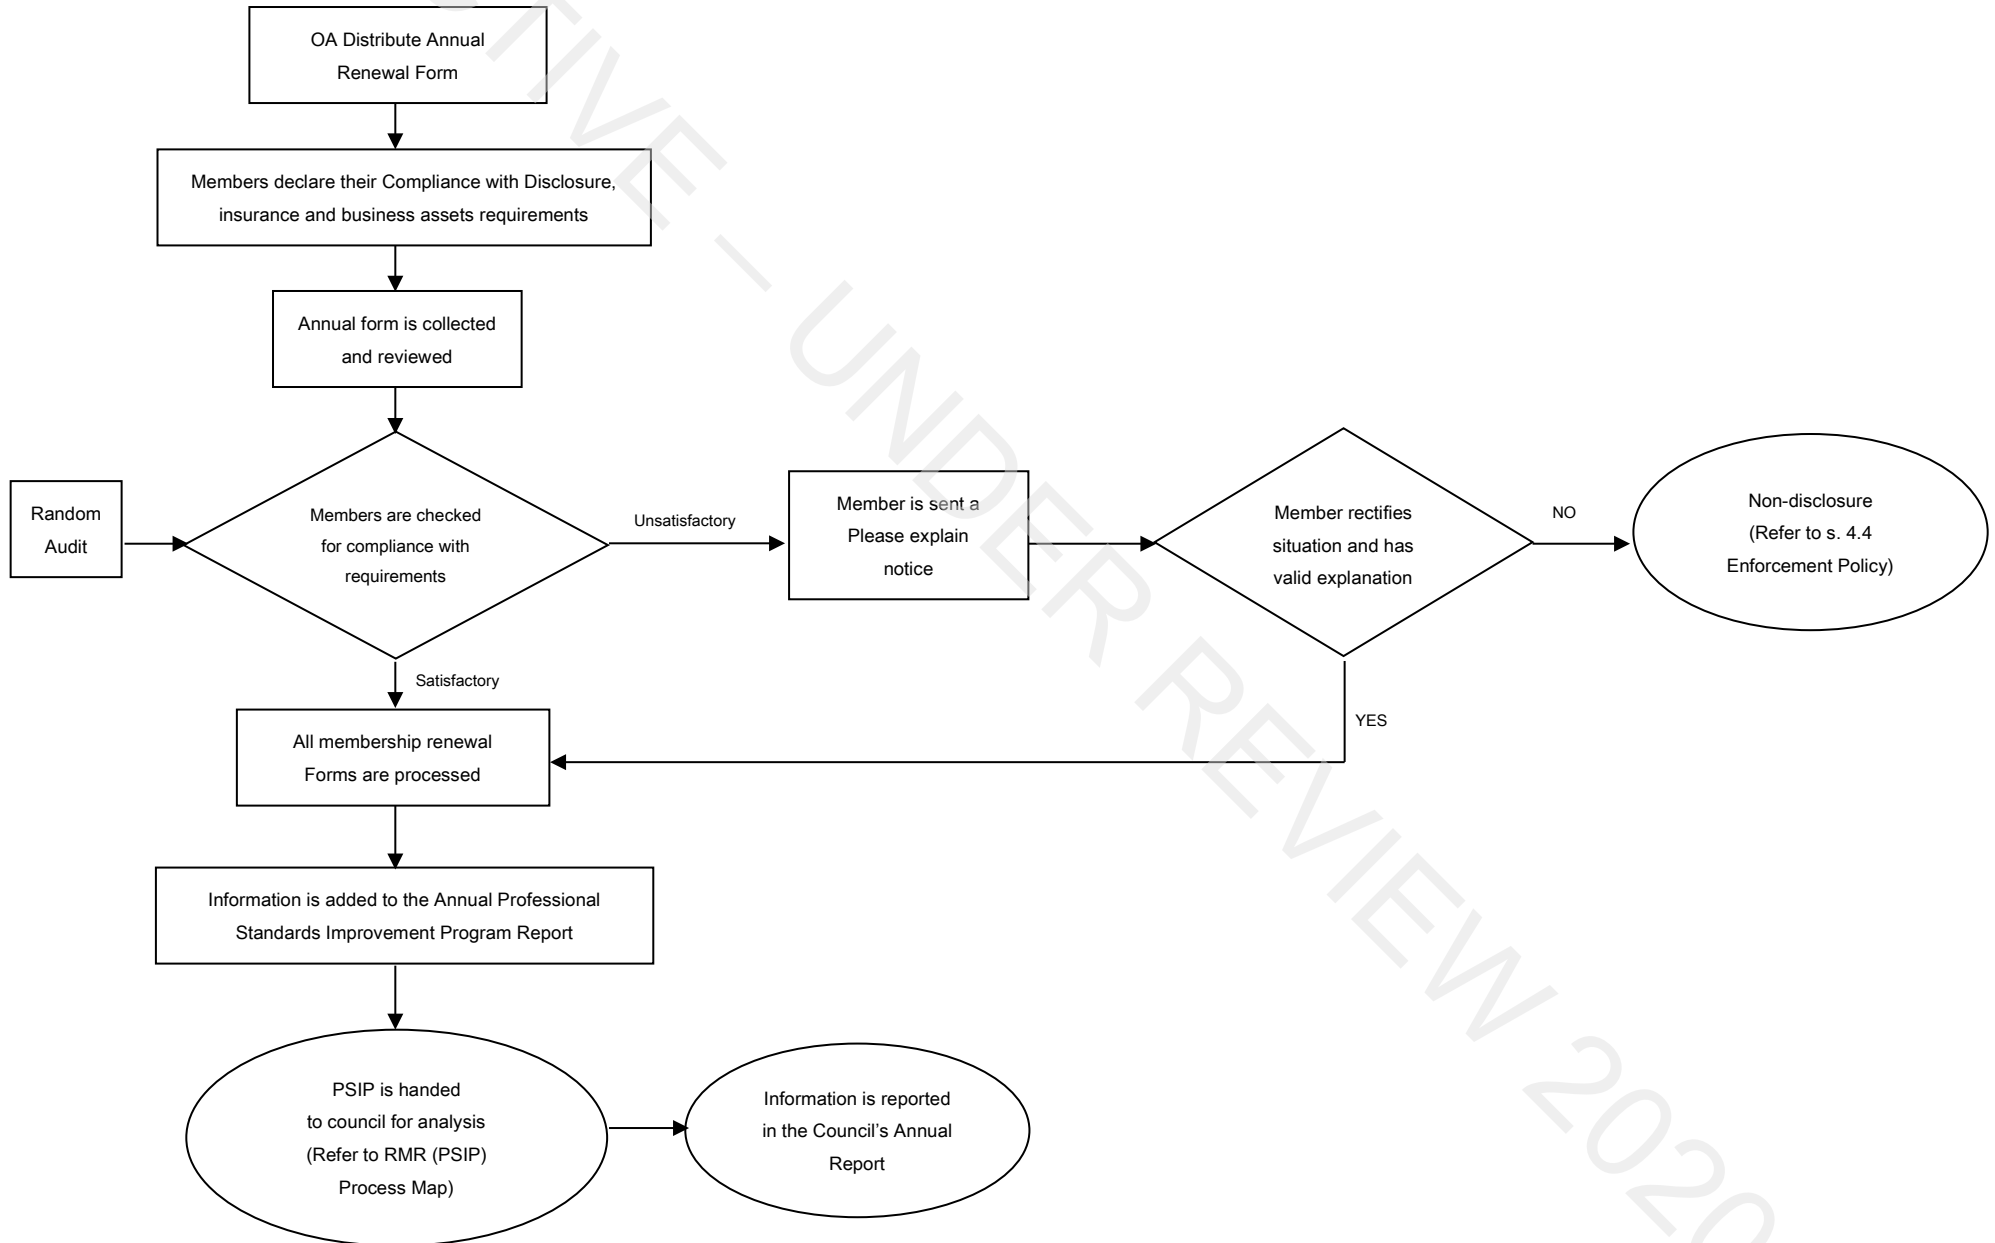 OA Distribute Annual
Renewal Form
Members declare their Compliance with Disclosure,
insurance and business assets requirements
Annual form is collected
and reviewed
Random
Audit
Members are checked
for compliance with
requirements
Unsatisfactory
Member is sent a
Please explain
notice
Member rectifies
situation and has
valid explanation
NO
Non-disclosure
(Refer to s. 4.4
Enforcement Policy)
Satisfactory
YES
All membership renewal
Forms are processed
Information is added to the Annual Professional
Standards Improvement Program Report
PSIP is handed
to council for analysis
(Refer to RMR (PSIP)
Process Map)
Information is reported
in the Council’s Annual
Report
– UNDER REVIEW 2020